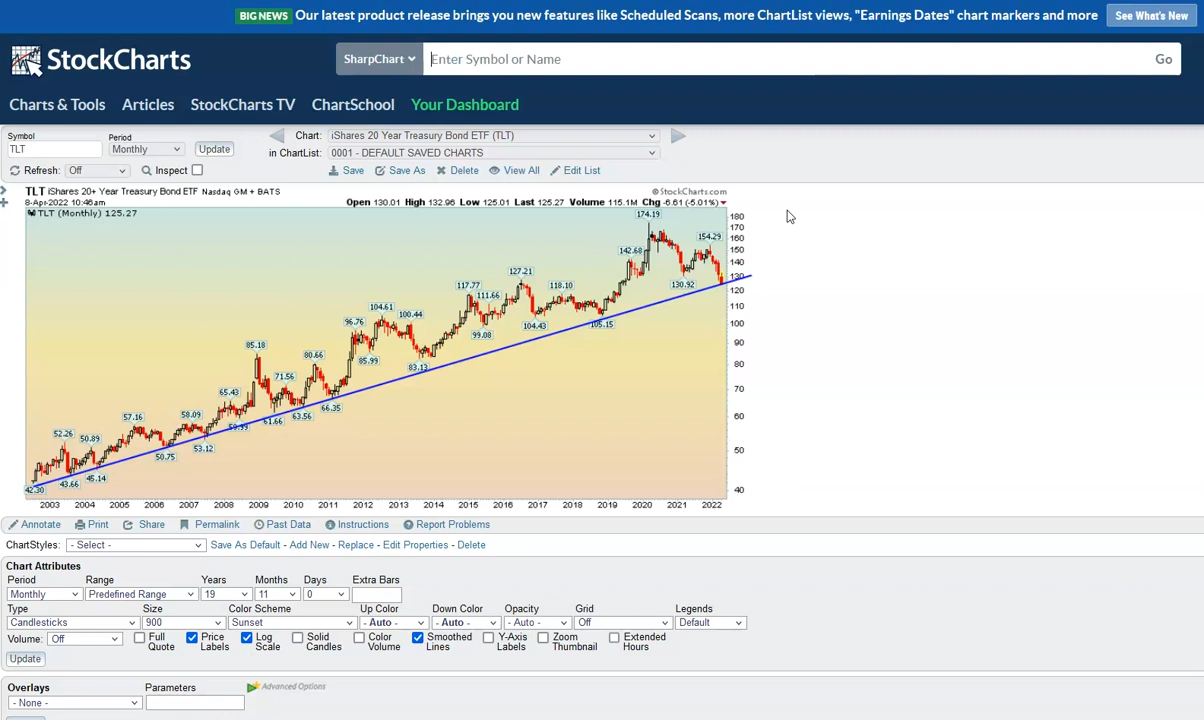 BIG NEWS Our latest product release brings you new features like Scheduled Scans, more ChartList views, "Earnings Dates" chart markers and more See What's New
StockCharts SharpChart Enter Symbol or Name Go
Charts & Tools Articles StockCharts TV ChartSchool Your Dashboard
Symbol Period Chart: iShares 20 Year Treasury Bond ETF (TLT)
TLT Monthly Update in ChartList: 0001 - DEFAULT SAVED CHARTS
Refresh: Off Inspect Save Save As Delete View All Edit List
TLT iShares 20+ Year Treasury Bond ETF Nasdaq GM + BATS © StockCharts.com
8-Apr-2022 10:46am Open 130.01 High 132.96 Low 125.01 Last 125.27 Volume 115.1M Chg -6.61 (-5.01%)
TLT (Monthly) 125.27
174.19
180
170
154.29
160
142.68
150
140
127.21
130
117.77 111.66 118.10 130.92
120
104.61
110
96.76 100.44
99.08 104.43 105.15
100
85.18
90
80.66 85.99
83.13
80
71.56
70
65.43
57.16 58.09 59.99 61.66 63.56 66.35
60
52.26 50.89
50.75 53.12
50
43.66 45.14
42.30
40
2003 2004 2005 2006 2007 2008 2009 2010 2011 2012 2013 2014 2015 2016 2017 2018 2019 2020 2021 2022
Annotate Print Share Permalink Past Data Instructions Report Problems
ChartStyles: - Select - Save As Default - Add New - Replace - Edit Properties - Delete
Chart Attributes
Period Range Years Months Days Extra Bars
Monthly Predefined Range 19 11 0
Type Size Color Scheme Up Color Down Color Opacity Grid Legends
Candlesticks 900 Sunset - Auto - - Auto - - Auto - Off Default
Volume: Off Full Quote Price Labels Log Scale Solid Candles Color Volume Smoothed Lines Y-Axis Labels Zoom Thumbnail Extended Hours
Update
Overlays Parameters Advanced Options
- None -